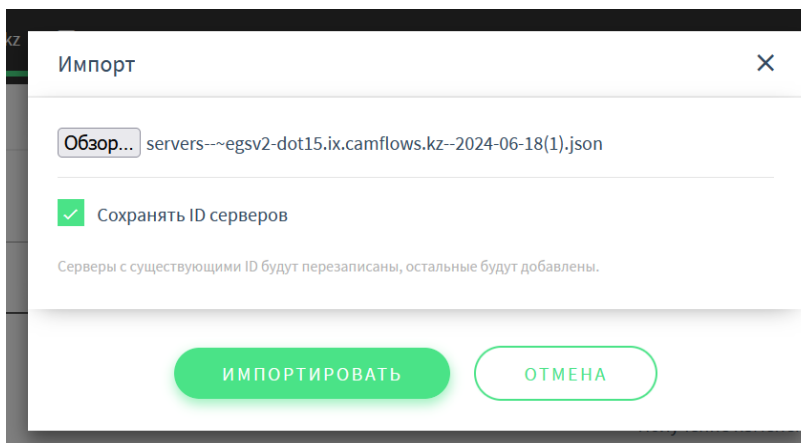 kz
Импорт
Обзор... servers--~egsv2-dot15.ix.camflows.kz--2024-06-18(1).json
Сохранять ID серверов
Серверы с существующими ID будут перезаписаны, остальные будут добавлены.
ИМПОРТИРОВАТЬ ОТМЕНА